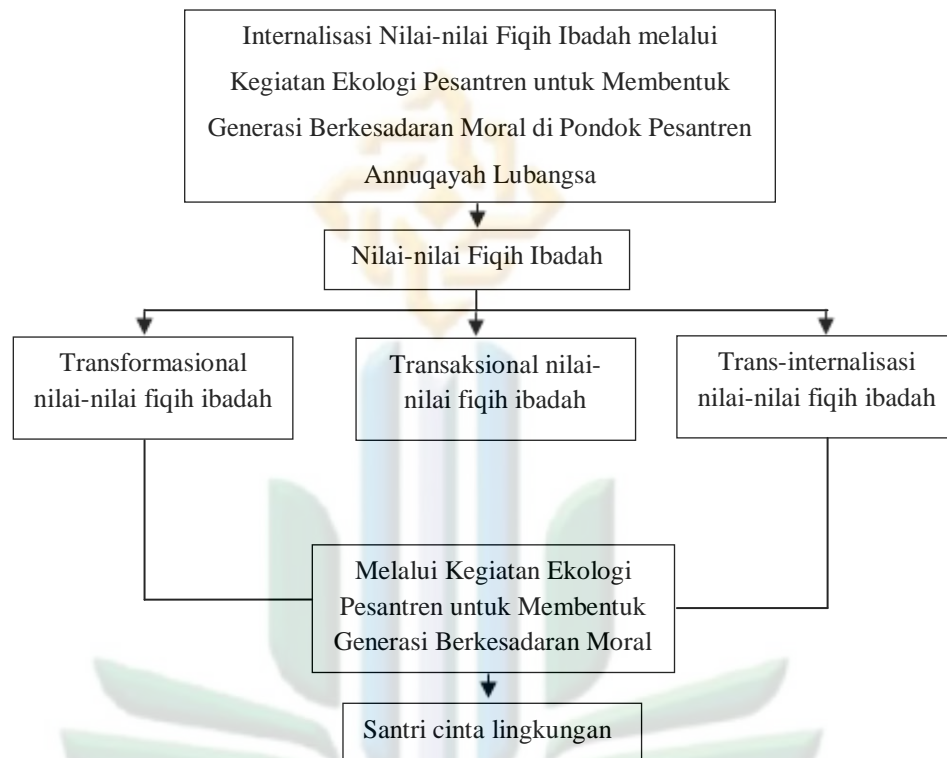 Internalisasi Nilai-nilai Fiqih Ibadah melalui
Kegiatan Ekologi Pesantren untuk Membentuk
Generasi Berkesadaran Moral di Pondok Pesantren
Annuqayah Lubangsa
Nilai-nilai Fiqih Ibadah
Transformasional
nilai-nilai fiqih ibadah
Transaksional nilai-
nilai fiqih ibadah
Trans-internalisasi
nilai-nilai fiqih ibadah
Melalui Kegiatan Ekologi
Pesantren untuk Membentuk
Generasi Berkesadaran Moral
Santri cinta lingkungan